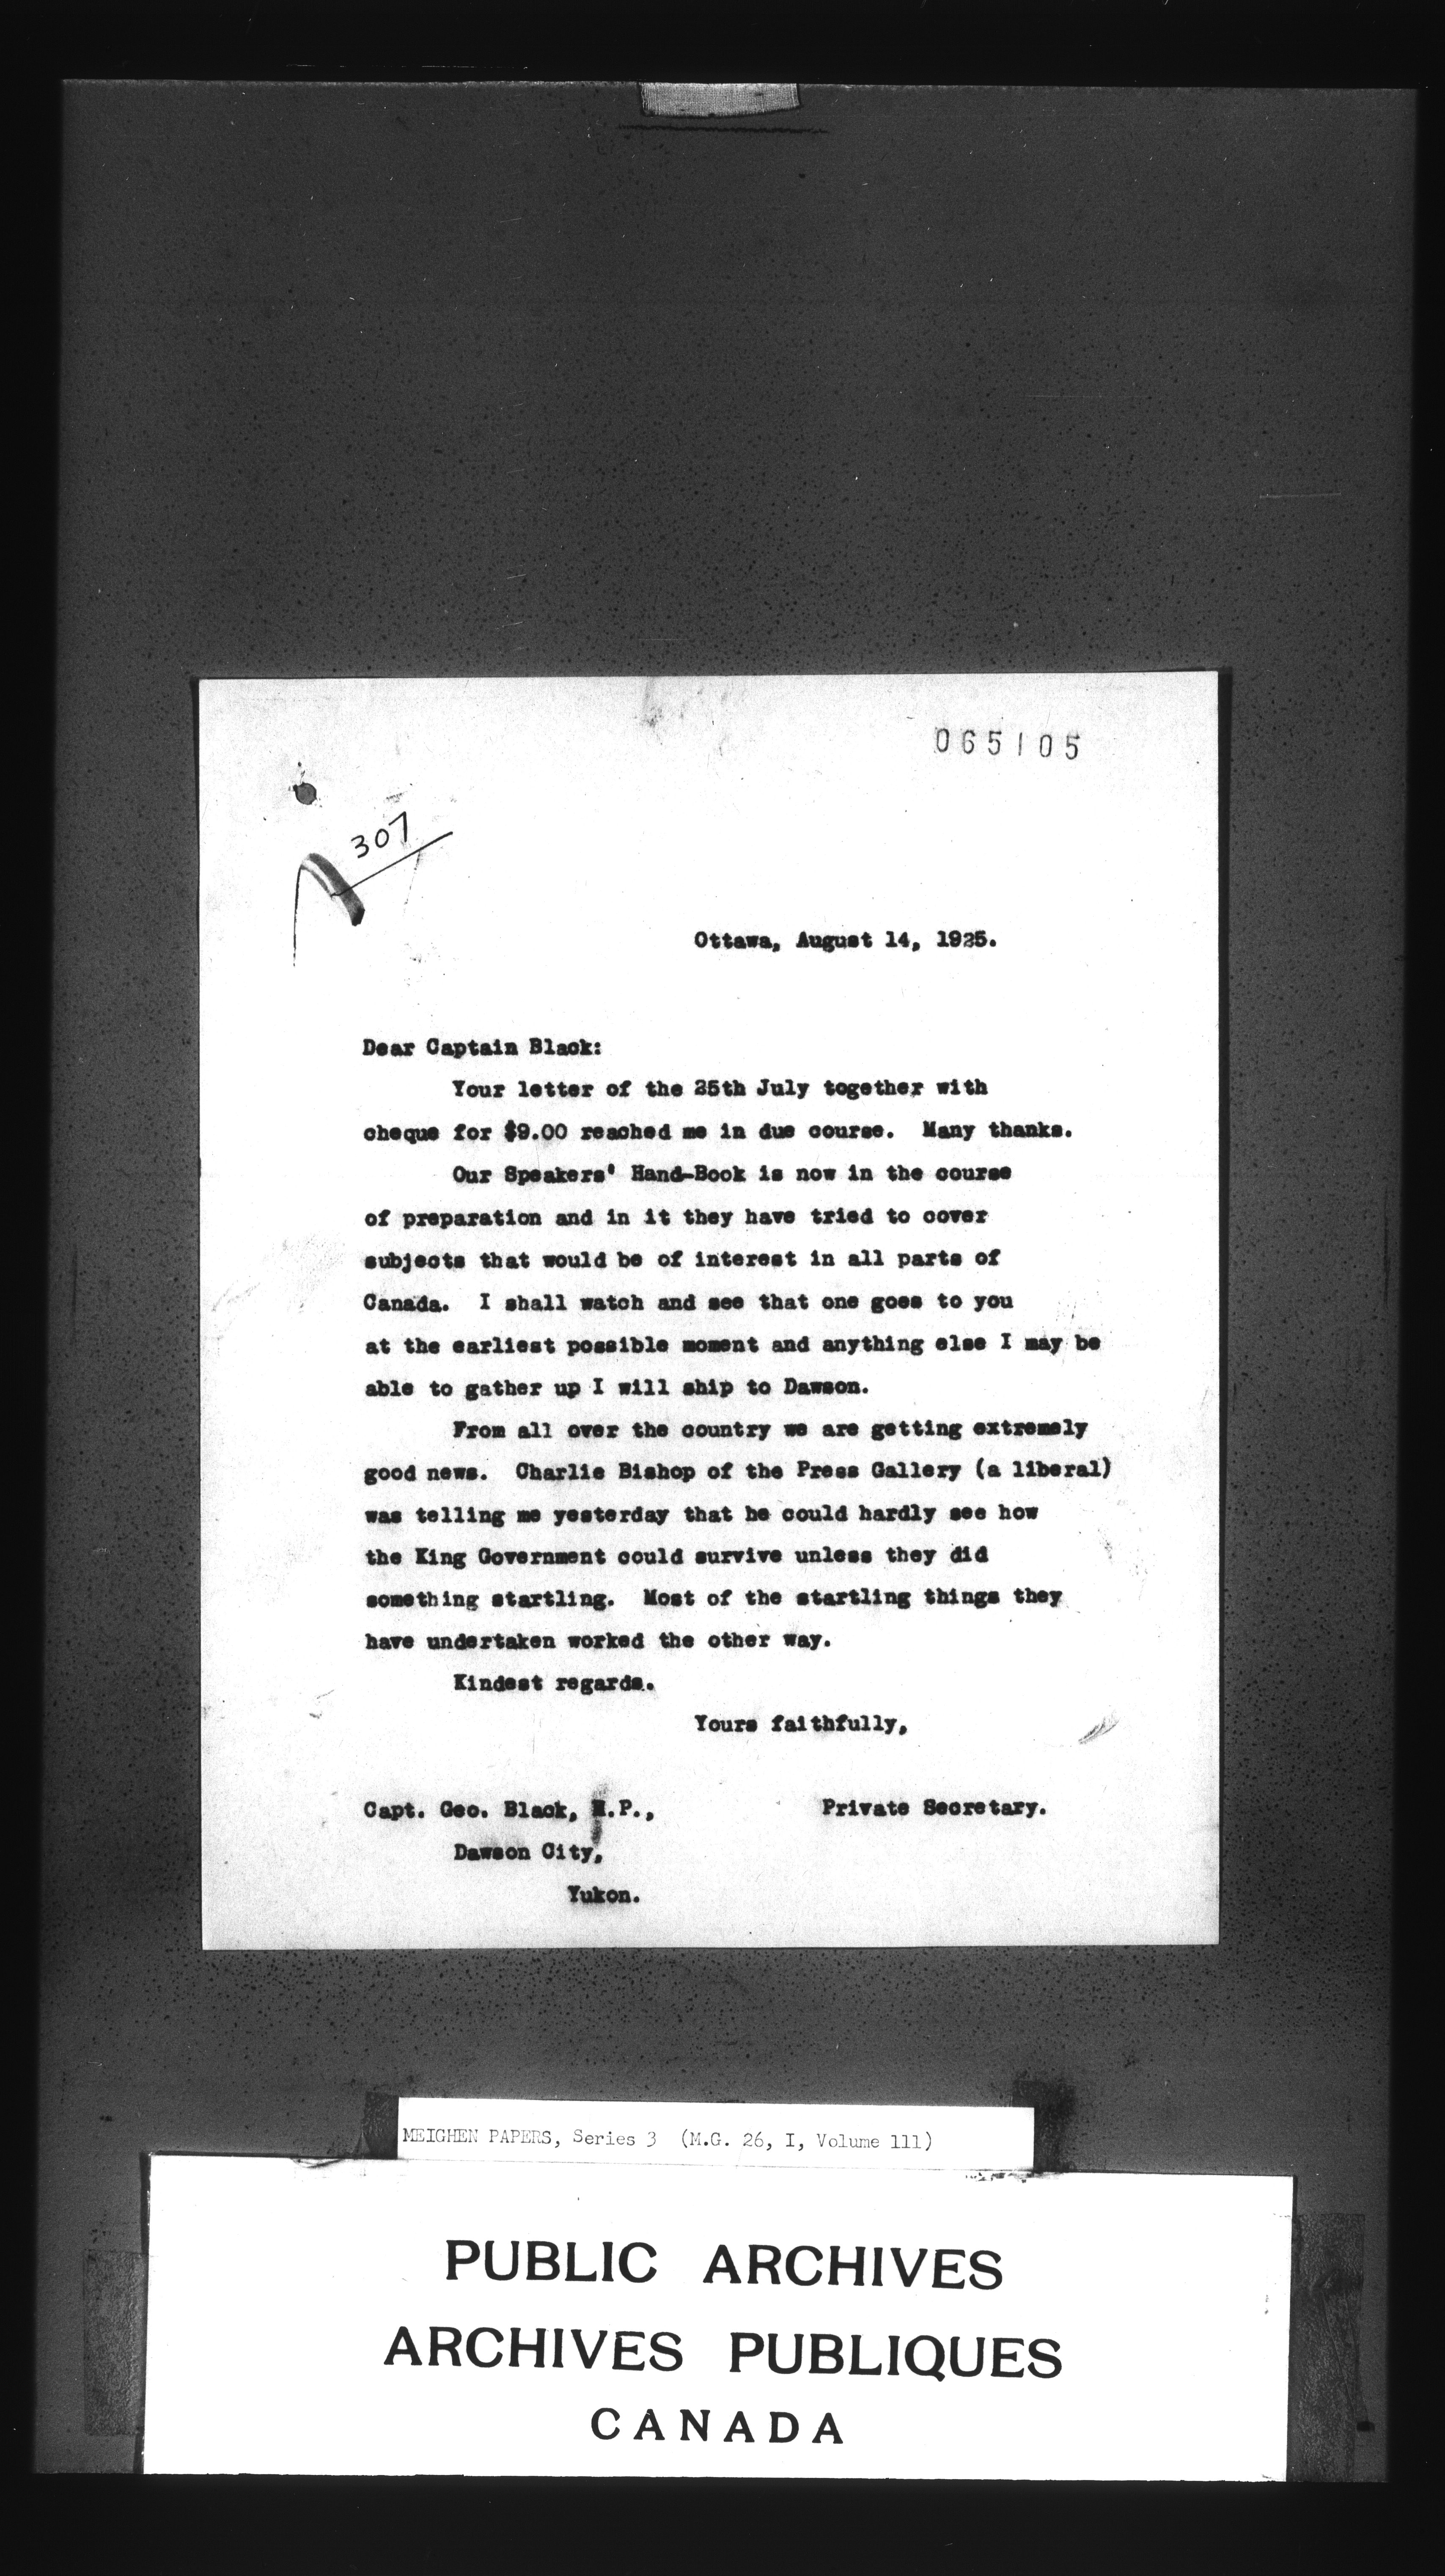 065105
307
Ottawa, August 14, 1925.
Dear Captain Black:
Your letter of the 25th July together with
cheque for $9.00 reached me in due course. Many thanks.
Our Speakers' Hand-Book is now in the course
of preparation and in it they have tried to cover
subjects that would be of interest in all parts of
Canada. I shall watch and see that one goes to you
at the earliest possible moment and anything else I may be
able to gather up I will ship to Dawson.
From all over the country we are getting extremely
good news. Charlie Bishop of the Press Gallery (a liberal)
was telling me yesterday that he could hardly see how
the King Government could survive unless they did
something startling. Most of the startling things they
have undertaken worked the other way.
Kindest regards.
Yours faithfully,
Capt. Geo. Black, M.P., Private Secretary.
Dawson City,
Yukon.
MEIGHEN PAPERS, Series 3 (M.G. 26, I, Volume 111)
PUBLIC ARCHIVES
ARCHIVES PUBLIQUES
CANADA